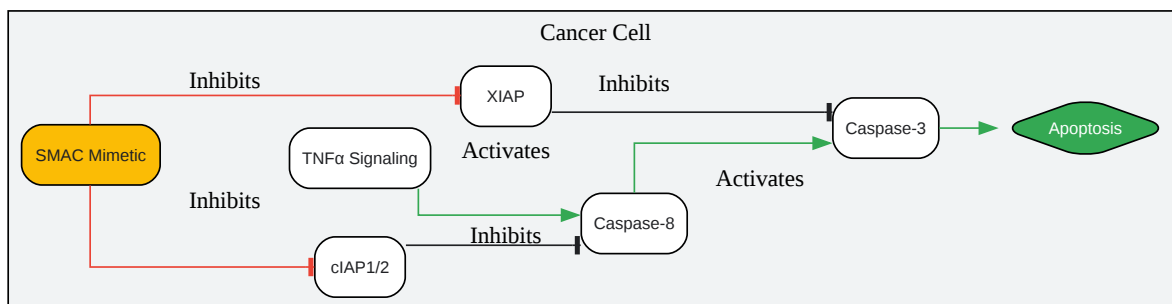 Cancer Cell
Inhibits
XIAP
Inhibits
Caspase-3
Apoptosis
SMAC Mimetic
TNFα Signaling
Activates
Activates
Inhibits
Caspase-8
Inhibits
cIAP1/2